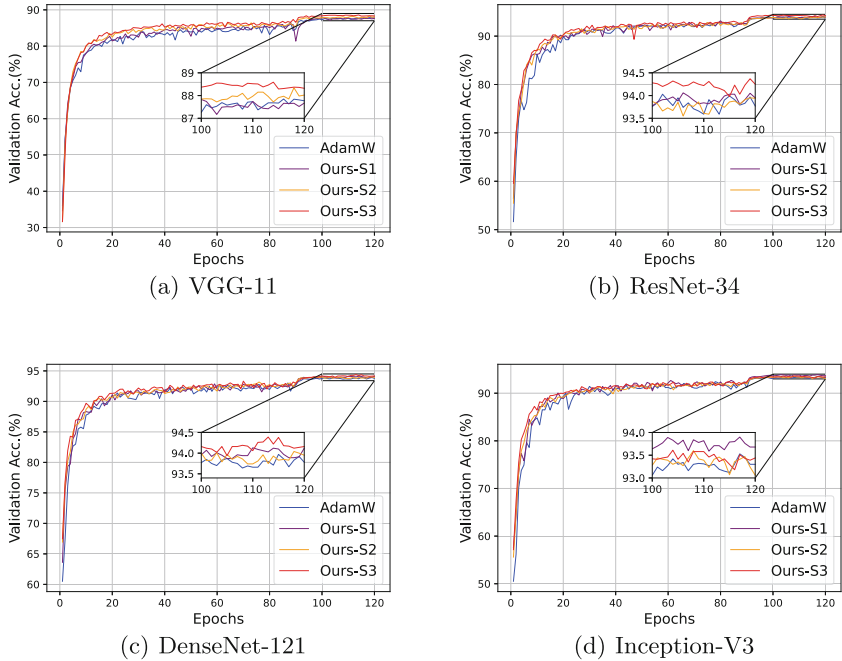 90
80
70
60
50
40
30
Validation Acc.(%)
89
88
87
100 110 120
AdamW
Ours-S1
Ours-S2
Ours-S3
0 20 40 60 80 100 120
Epochs
(a) VGG-11
90
80
70
60
50
Validation Acc.(%)
94.5
94.0
93.5
100 110 120
AdamW
Ours-S1
Ours-S2
Ours-S3
0 20 40 60 80 100 120
Epochs
(b) ResNet-34
95
90
85
80
75
70
65
60
Validation Acc.(%)
94.5
94.0
93.5
100 110 120
AdamW
Ours-S1
Ours-S2
Ours-S3
0 20 40 60 80 100 120
Epochs
(c) DenseNet-121
90
80
70
60
50
Validation Acc.(%)
94.0
93.5
93.0
100 110 120
AdamW
Ours-S1
Ours-S2
Ours-S3
0 20 40 60 80 100 120
Epochs
(d) Inception-V3